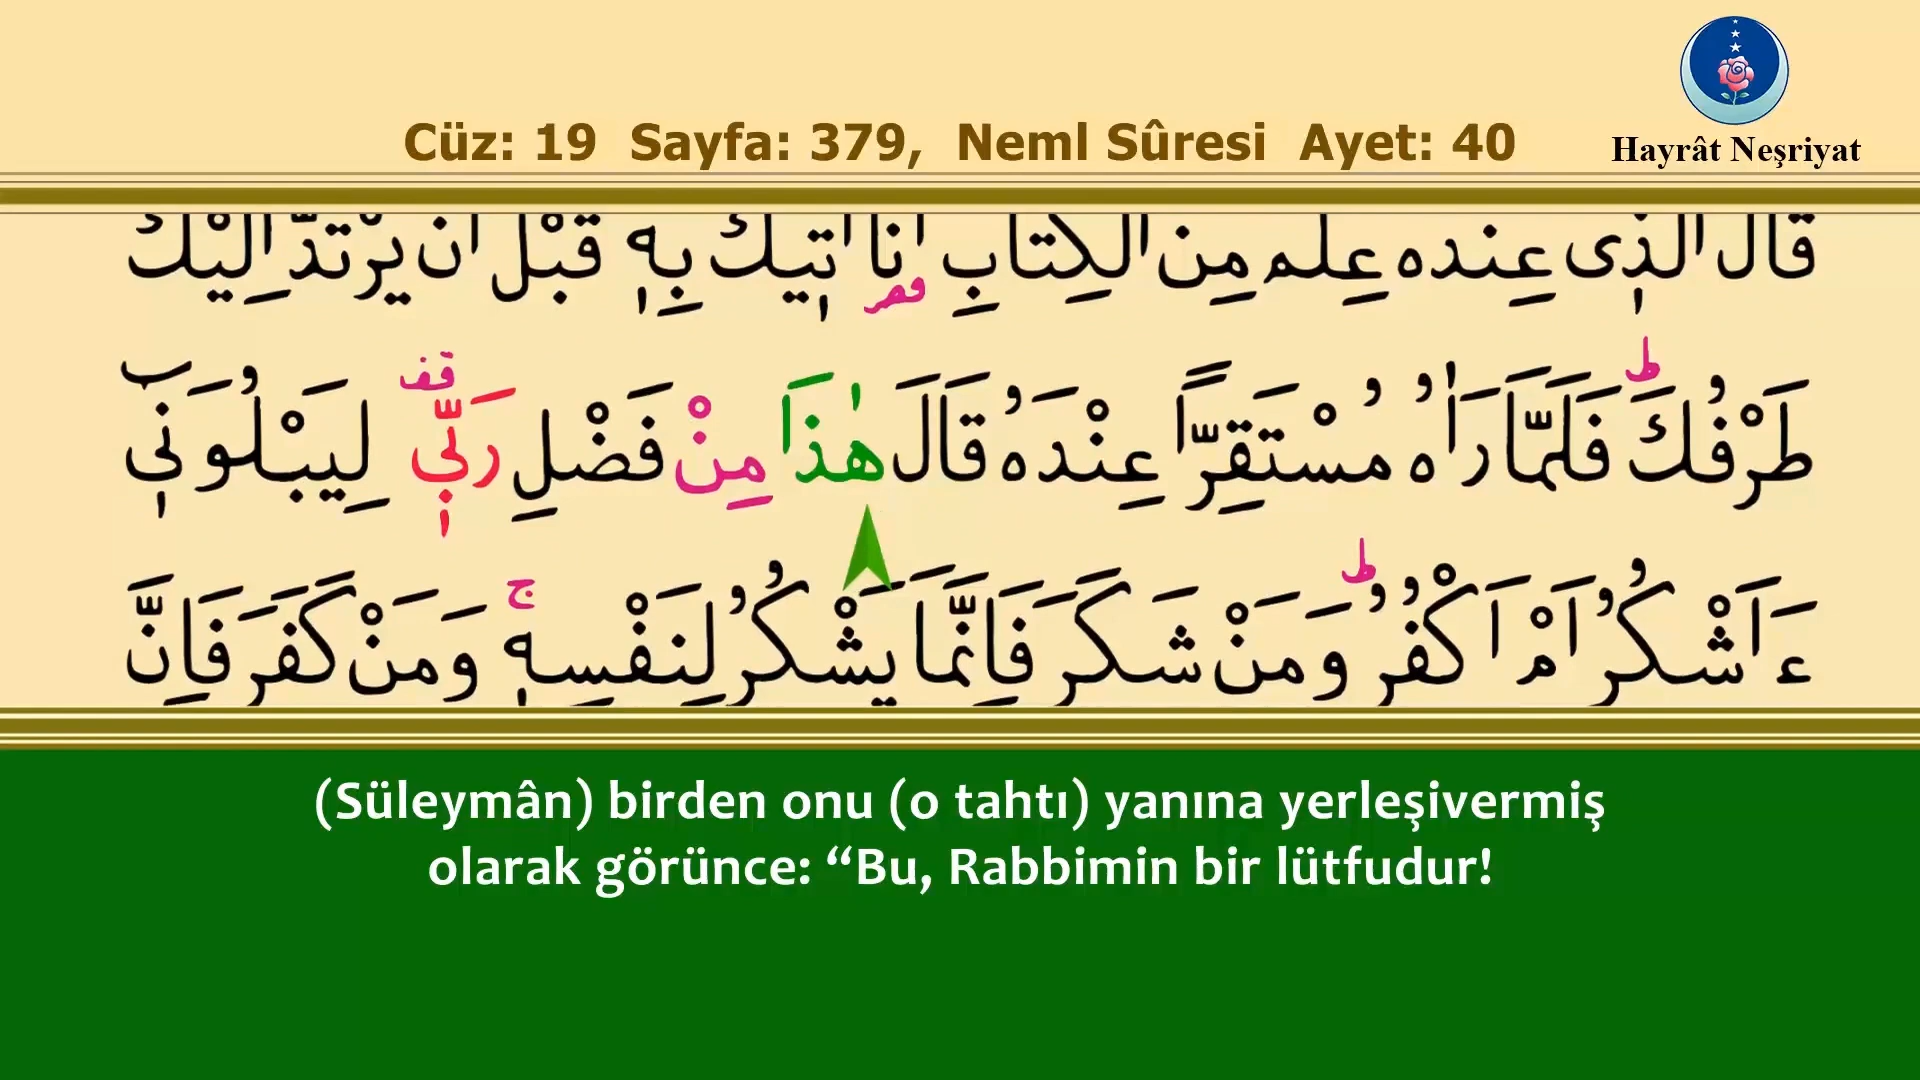 Cüz: 19 Sayfa: 379, Neml Sûresi Ayet: 40
Hayrât Neşriyat
قَالَ الَّذٖى عِنْدَهُ عِلْمٌ مِنَ الْكِتَابِ اَنَا اٰتٖيكَ بِهٖ قَبْلَ اَنْ يَرْتَدَّ اِلَيْكَ
طَرْفُكَؕ فَلَمَّا رَاٰهُ مُسْتَقِرًّا عِنْدَهُ قَالَ هٰذَا مِنْ فَضْلِ رَبّٖى لِيَبْلُوَنٖٓى
ءَاَشْكُرُ اَمْ اَكْفُرُؕ وَمَنْ شَكَرَ فَاِنَّمَا يَشْكُرُ لِنَفْسِهٖۚ وَمَنْ كَفَرَ فَاِنَّ
(Süleymân) birden onu (o tahtı) yanına yerleşivermiş
olarak görünce: “Bu, Rabbimin bir lütfudur!